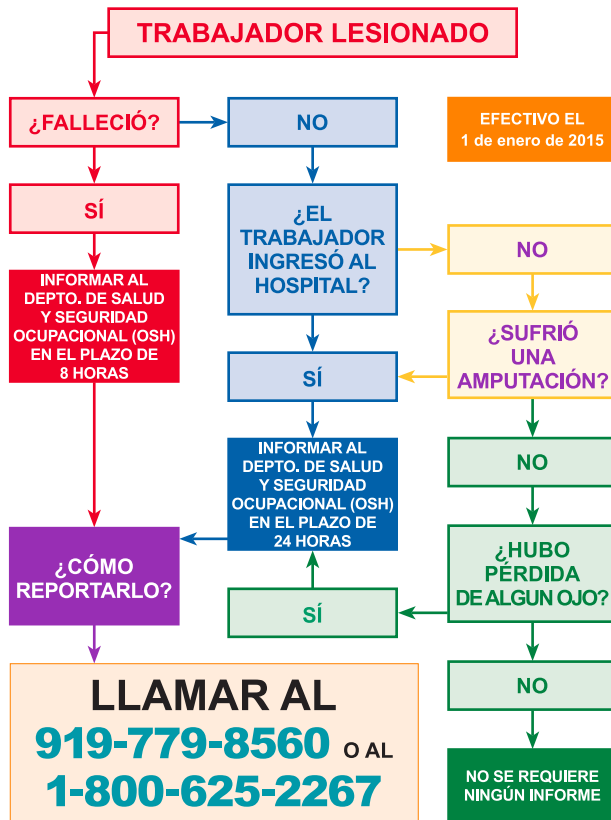 TRABAJADOR LESIONADO
¿FALLECIÓ?
NO
EFECTIVO EL
1 de enero de 2015
SÍ
¿EL
TRABAJADOR
INGRESÓ AL
HOSPITAL?
NO
INFORMAR AL
DEPTO. DE SALUD
Y SEGURIDAD
OCUPACIONAL (OSH)
EN EL PLAZO DE
8 HORAS
SÍ
¿SUFRIÓ
UNA
AMPUTACIÓN?
INFORMAR AL
DEPTO. DE SALUD
Y SEGURIDAD
OCUPACIONAL (OSH)
EN EL PLAZO DE
24 HORAS
NO
¿CÓMO
REPORTARLO?
SÍ
¿HUBO
PÉRDIDA
DE ALGUN OJO?
NO
LLAMAR AL
919-779-8560 O AL
1-800-625-2267
NO SE REQUIERE
NINGÚN INFORME